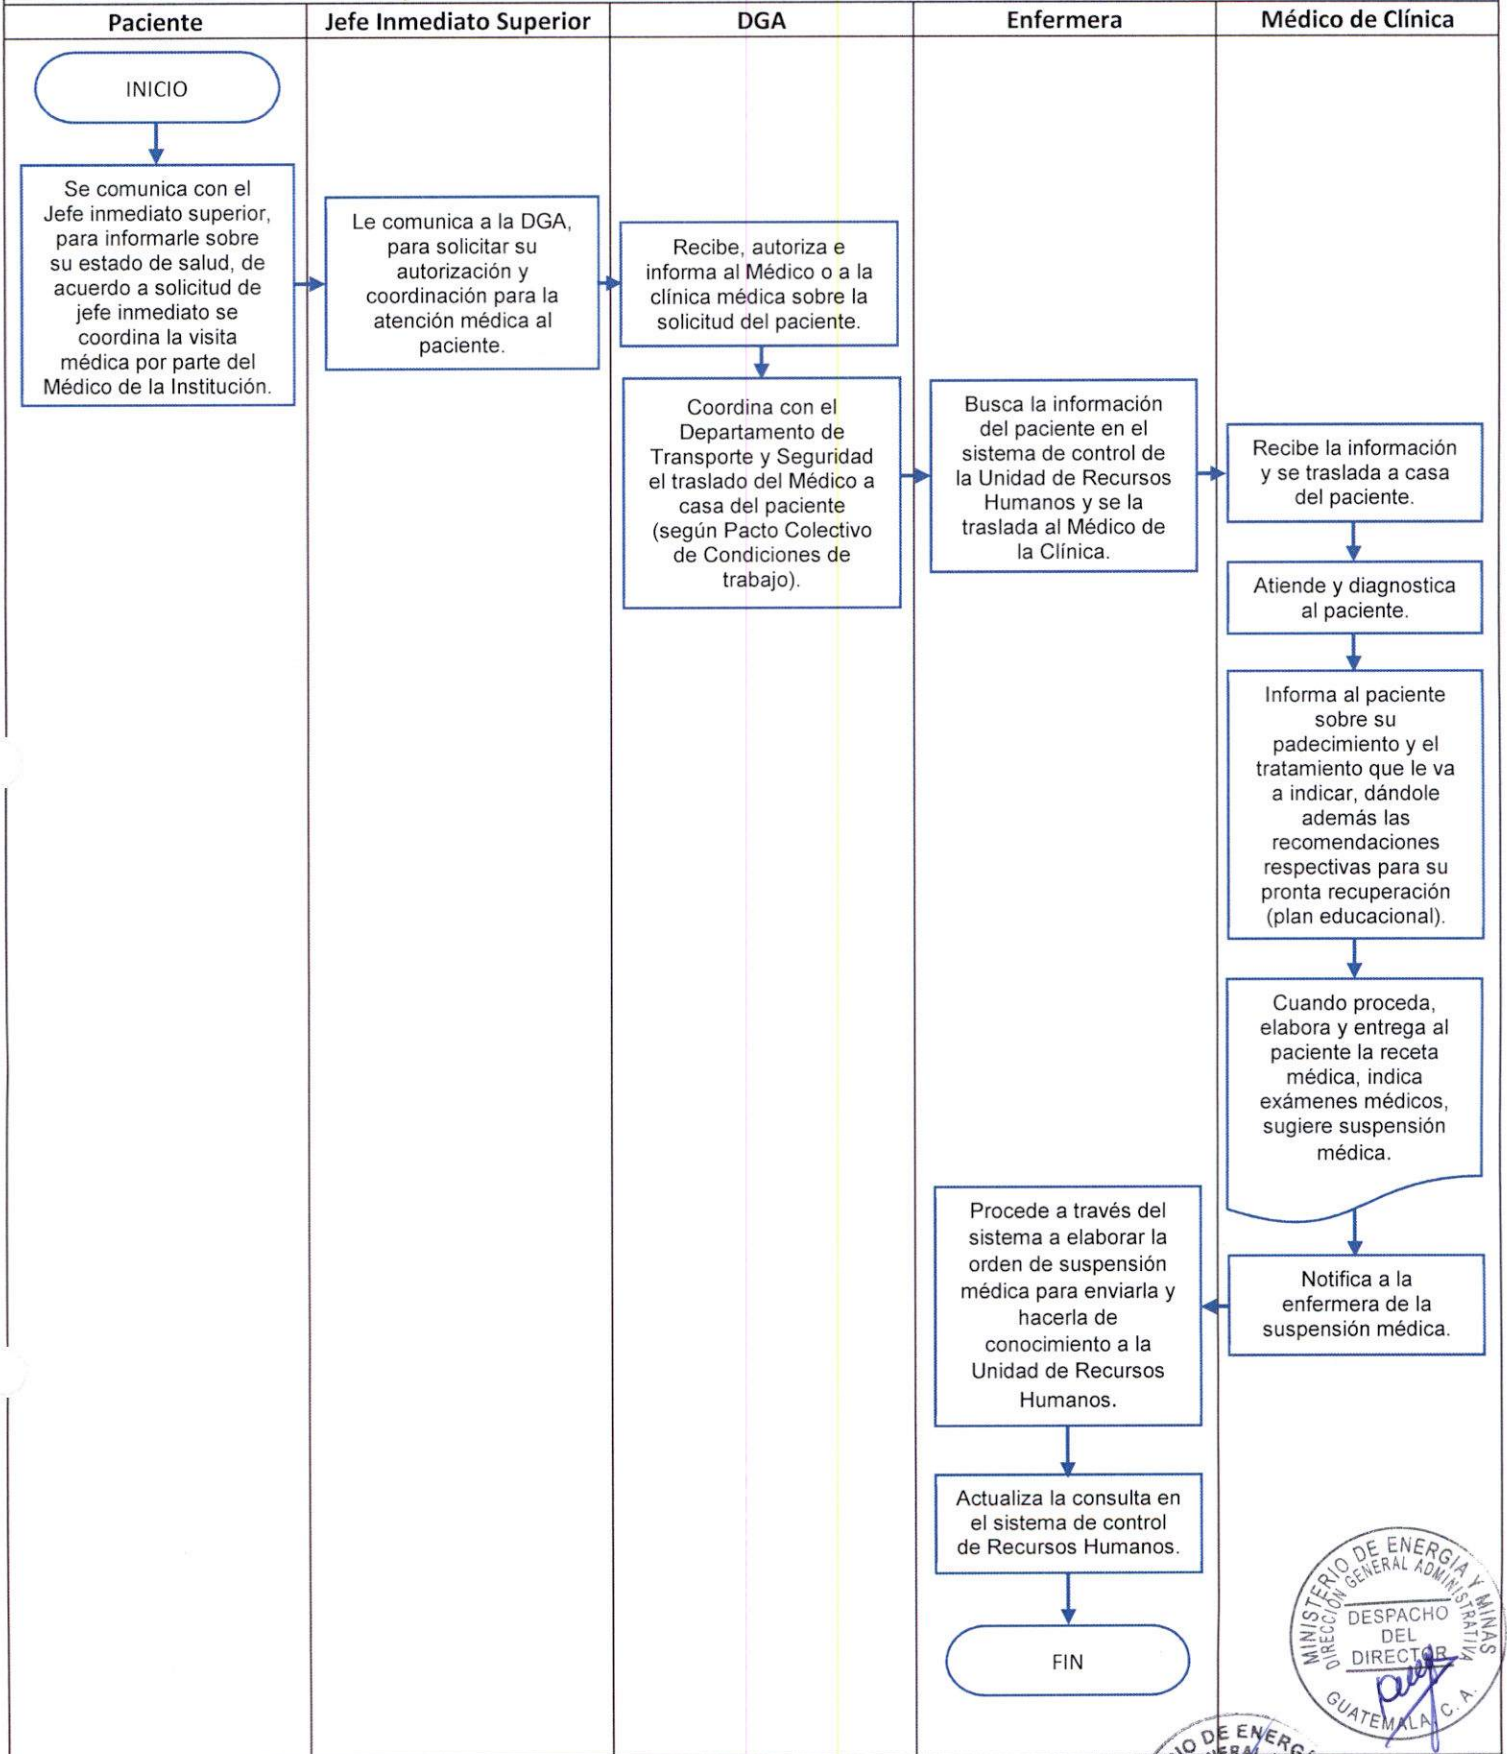 Paciente
Jefe Inmediato Superior
DGA
Enfermera
Médico de Clínica
INICIO
Se comunica con el
Jefe inmediato superior,
para informarle sobre
su estado de salud, de
acuerdo a solicitud de
jefe inmediato se
coordina la visita
médica por parte del
Médico de la Institución.
Le comunica a la DGA,
para solicitar su
autorización y
coordinación para la
atención médica al
paciente.
Recibe, autoriza e
informa al Médico o a la
clínica médica sobre la
solicitud del paciente.
Coordina con el
Departamento de
Transporte y Seguridad
el traslado del Médico a
casa del paciente
(según Pacto Colectivo
de Condiciones de
trabajo).
Busca la información
del paciente en el
sistema de control de
la Unidad de Recursos
Humanos y se la
traslada al Médico de
la Clínica.
Recibe la información
y se traslada a casa
del paciente.
Atiende y diagnostica
al paciente.
Informa al paciente
sobre su
padecimiento y el
tratamiento que le va
a indicar, dándole
además las
recomendaciones
respectivas para su
pronta recuperación
(plan educacional).
Cuando proceda,
elabora y entrega al
paciente la receta
médica, indica
exámenes médicos,
sugiere suspensión
médica.
Notifica a la
enfermera de la
suspensión médica.
Procede a través del
sistema a elaborar la
orden de suspensión
médica para enviarla y
hacerla de
conocimiento a la
Unidad de Recursos
Humanos.
Actualiza la consulta en
el sistema de control
de Recursos Humanos.
FIN
MINISTERIO DE ENERGIA Y MINAS
DIRECCIÓN GENERAL ADMINISTRATIVA
DESPACHO
DEL
DIRECTOR
GUATEMALA, C. A.
DE ENERG